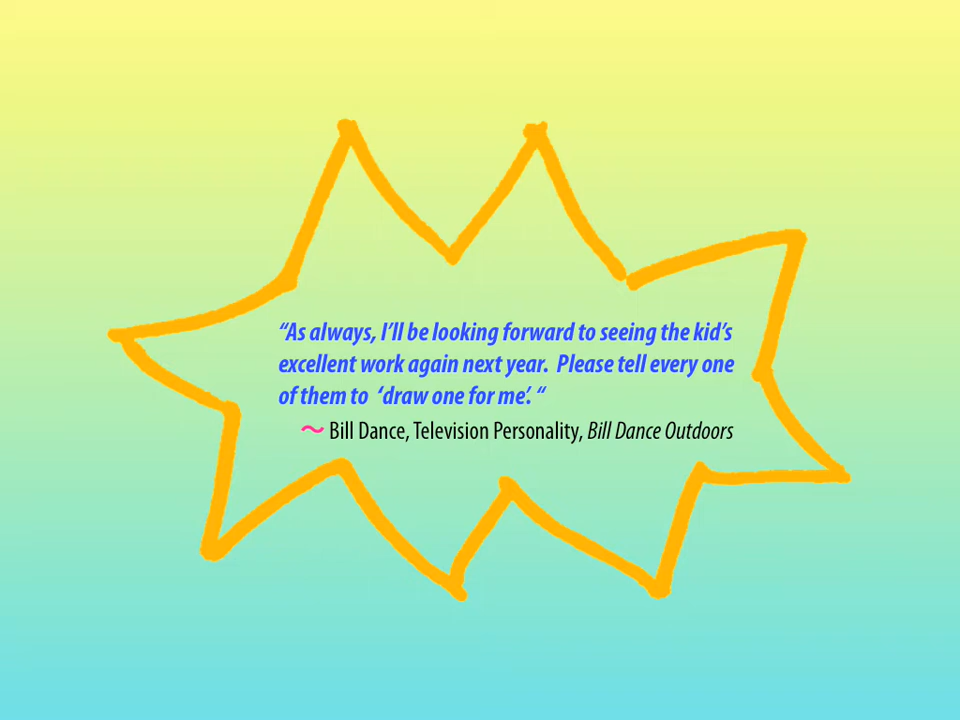 “As always, I’ll be looking forward to seeing the kid’s
excellent work again next year.  Please tell every one
of them to  ‘draw one for me’. “
~ Bill Dance, Television Personality, Bill Dance Outdoors